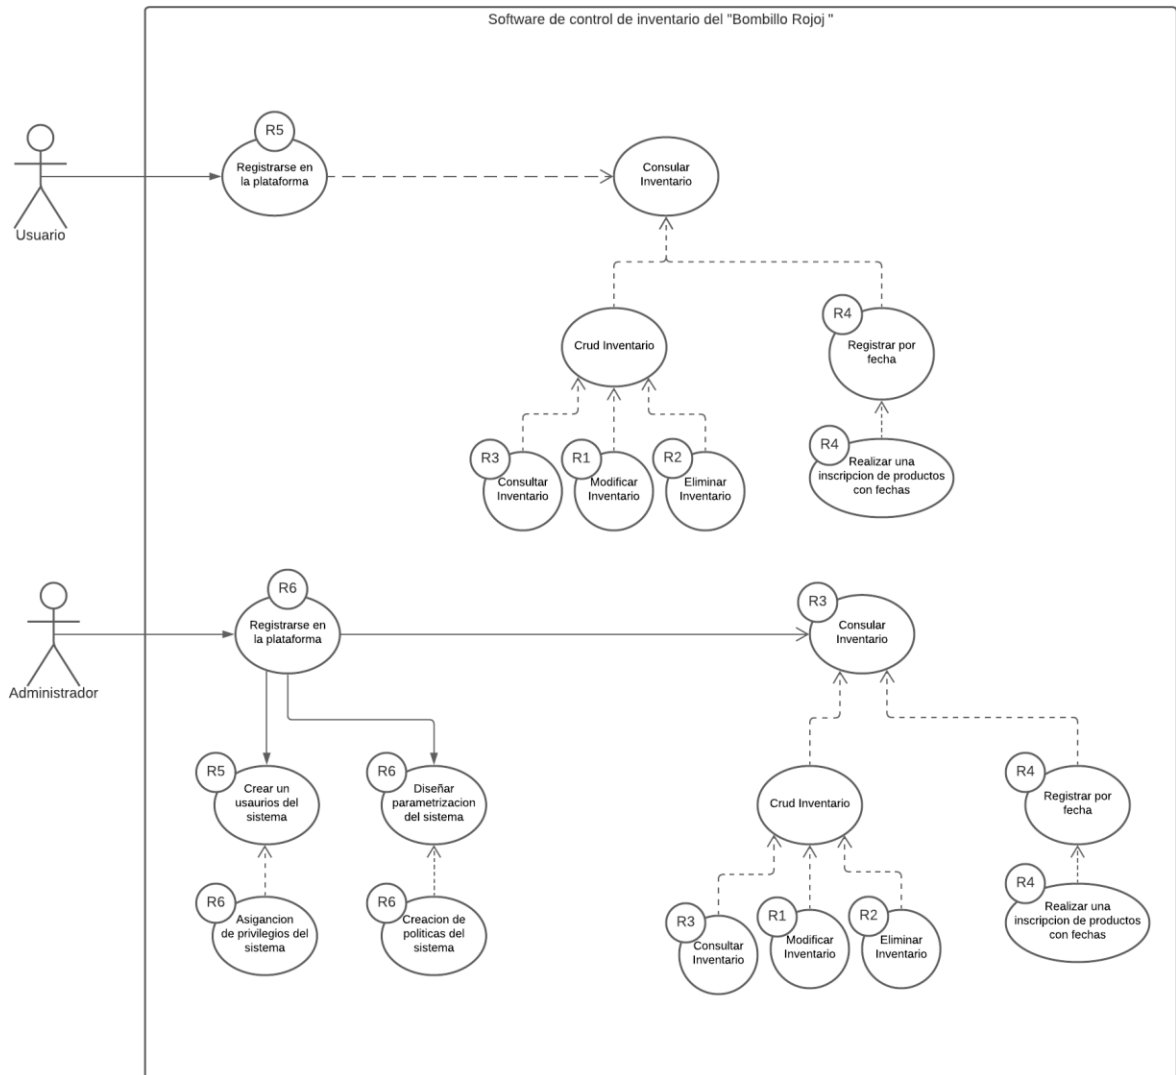 Software de control de inventario del "Bombillo Rojoj "
R5
Registrarse en
la plataforma
Consular
Inventario
Usuario
R4
Crud Inventario
Registrar por
fecha
R3
R1
R2
R4
Consultar
Inventario
Modificar
Inventario
Eliminar
Inventario
Realizar una
inscripcion de productos
con fechas
R6
Registrarse en
la plataforma
R3
Consular
Inventario
Administrador
R5
Crear un
usaurios del
sistema
R6
Diseñar
parametrizacion
del sistema
Crud Inventario
R4
Registrar por
fecha
R6
Asigancion
de privilegios del
sistema
R6
Creacion de
politicas del
sistema
R3
Consultar
Inventario
R1
Modificar
Inventario
R2
Eliminar
Inventario
R4
Realizar una
inscripcion de productos
con fechas